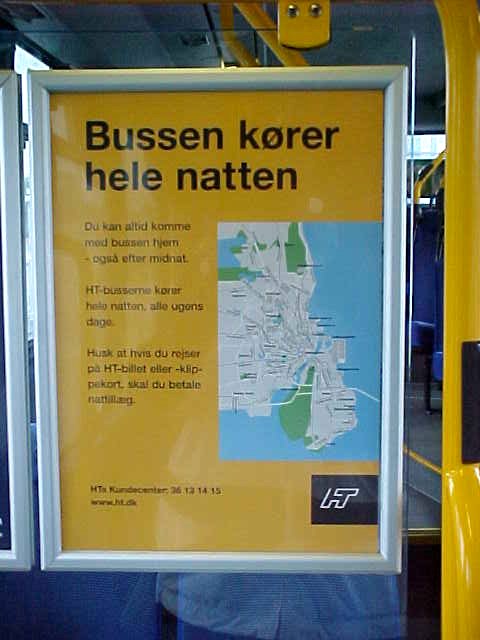 Bussen kører
hele natten
Du kan altid komme
med bussen hjem
- også efter midnat.
HT-busserne kører
hele natten, alle ugens
dage.
Husk at hvis du rejser
på HT-billet eller -klip-
pekort, skal du betale
nattillæg.
HTs Kundecenter: 36 13 14 15
www.ht.dk
HT